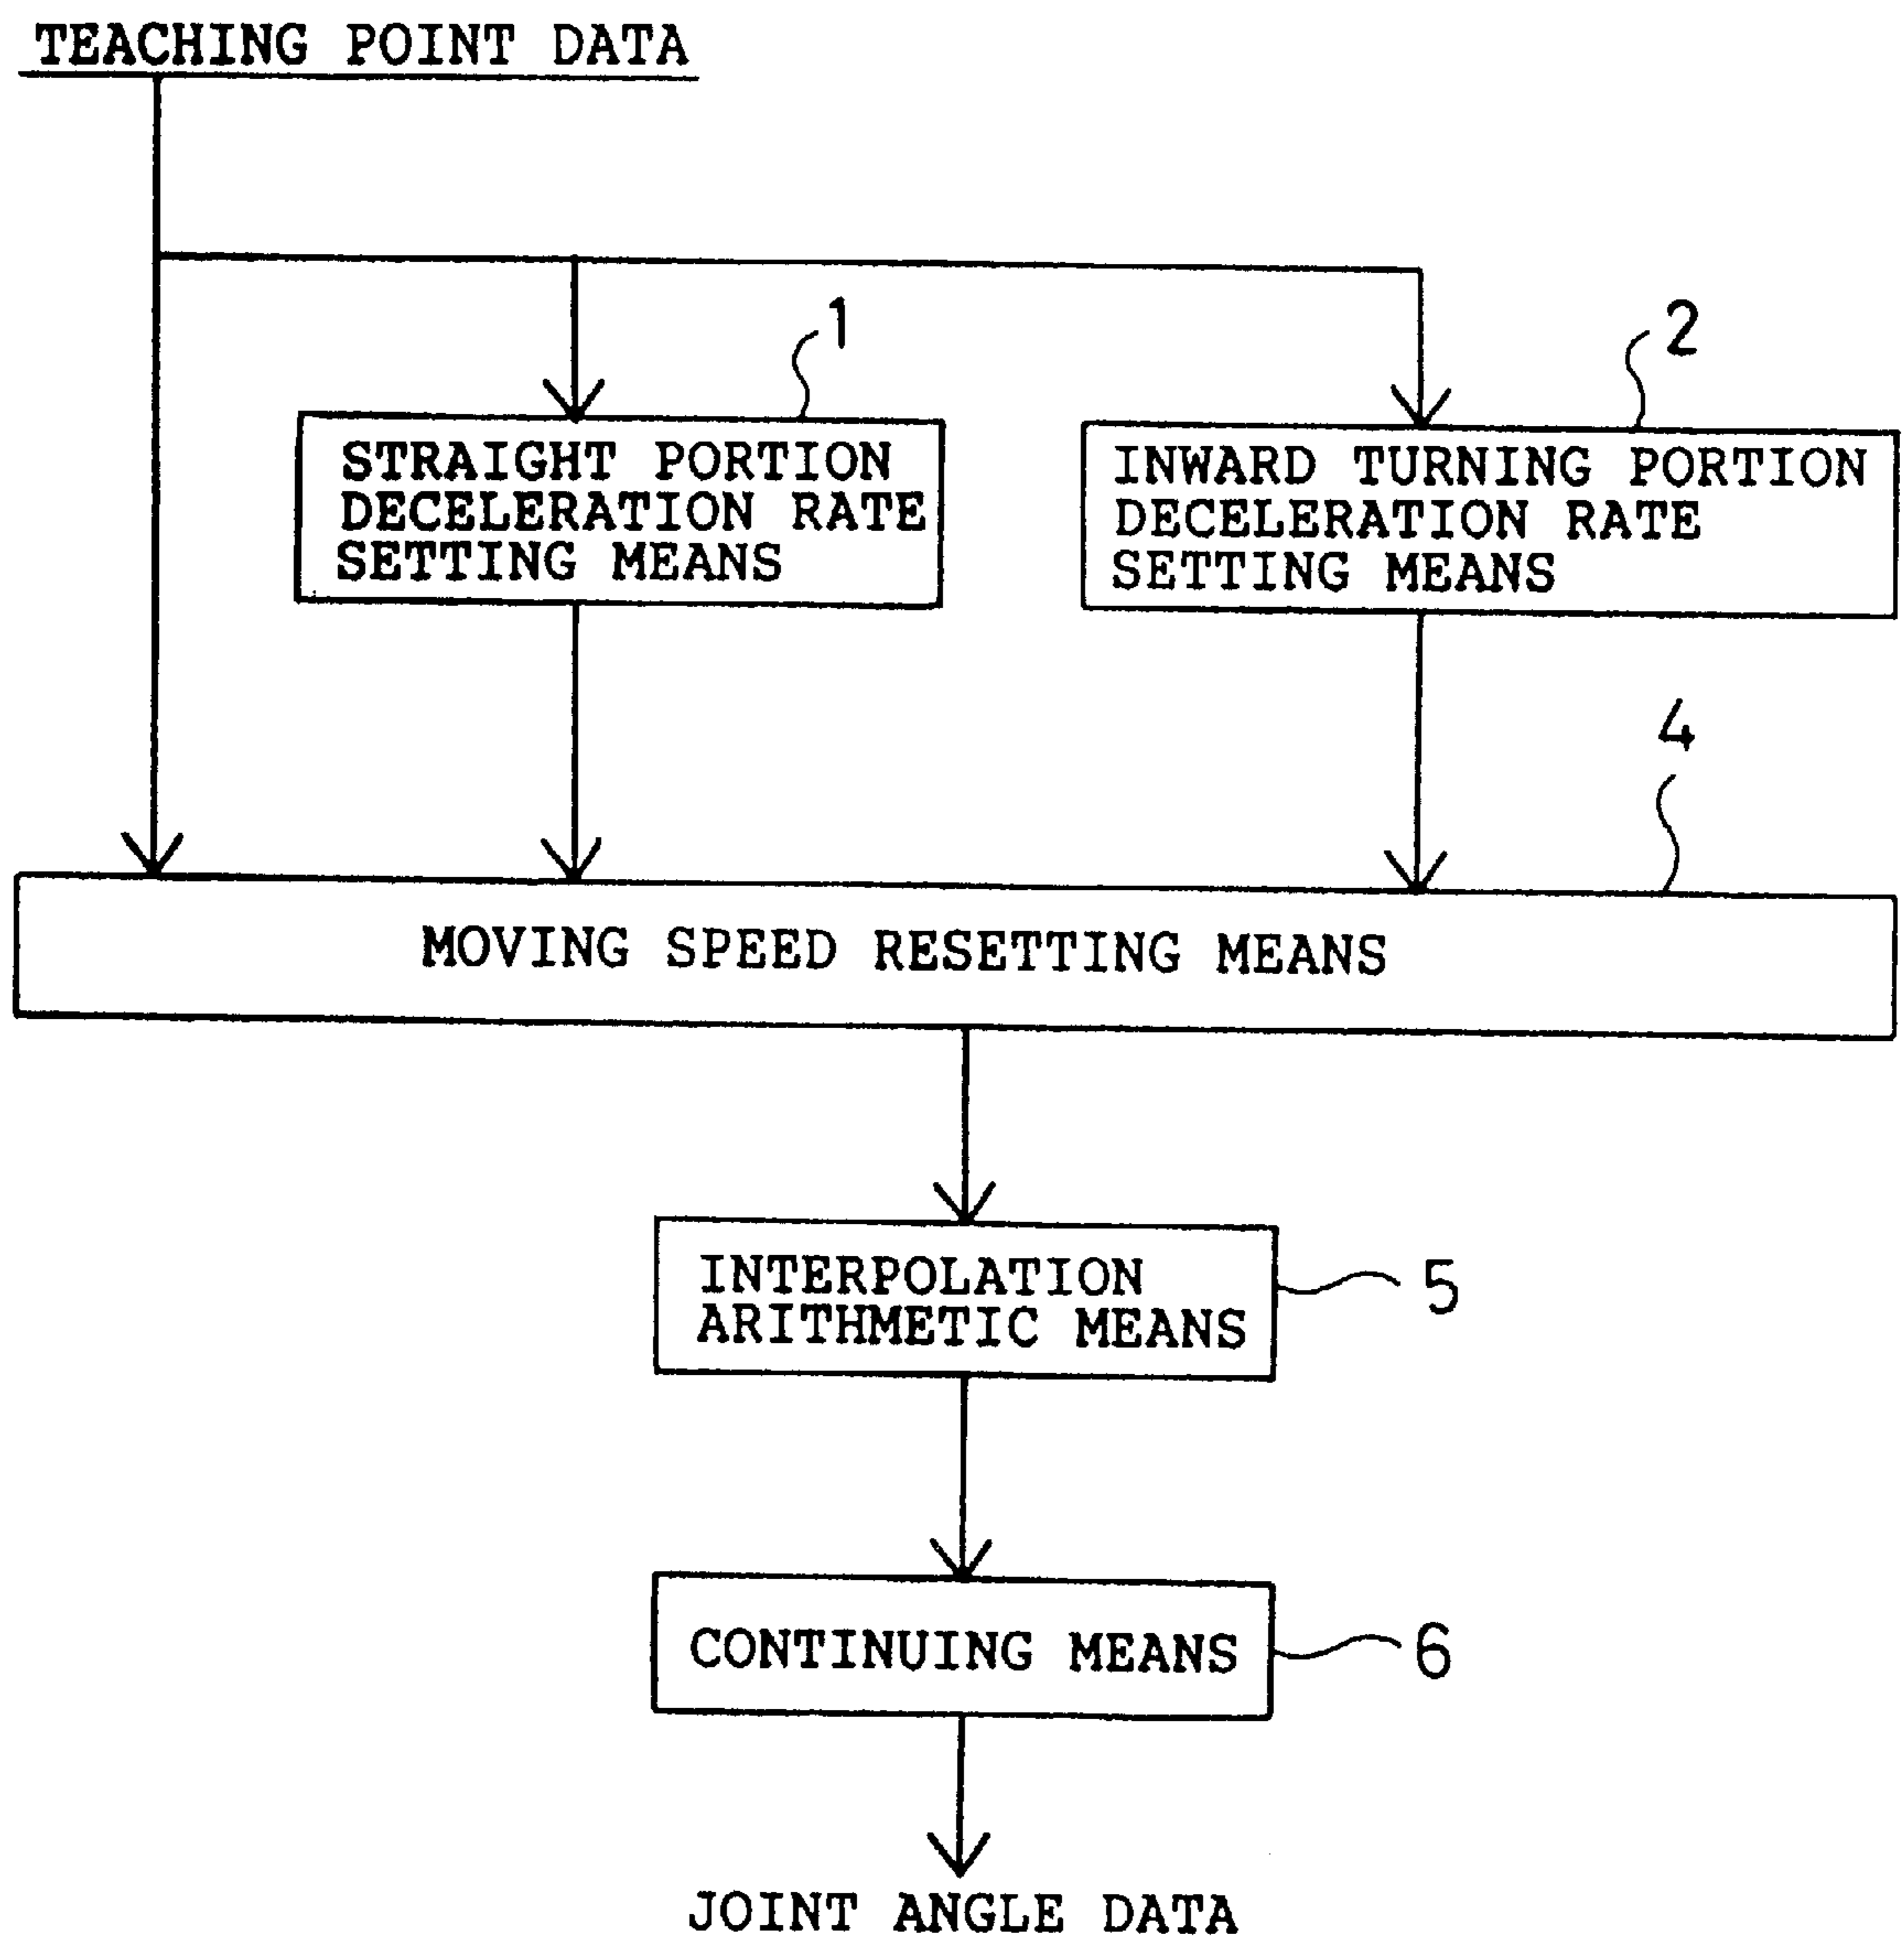 TEACHING POINT DATA
1
2
STRAIGHT PORTION
DECELERATION RATE
SETTING MEANS
INWARD TURNING PORTION
DECELERATION RATE
SETTING MEANS
4
MOVING SPEED RESETTING MEANS
INTERPOLATION
ARITHMETIC MEANS
5
CONTINUING MEANS
6
JOINT ANGLE DATA